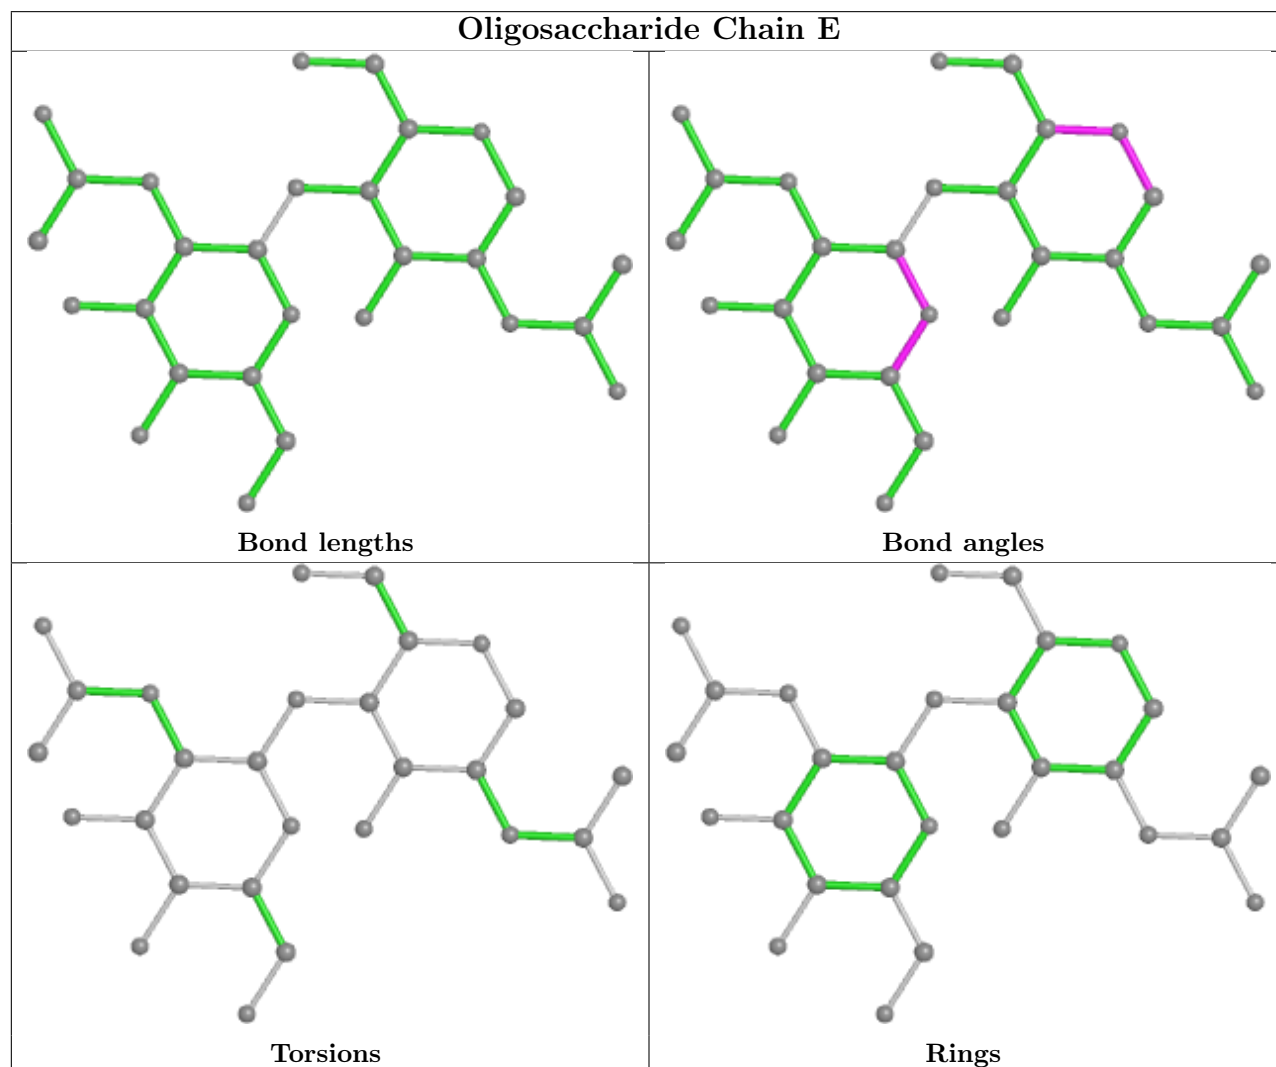 Oligosaccharide Chain E
Bond lengths
Bond angles
Torsions
Rings